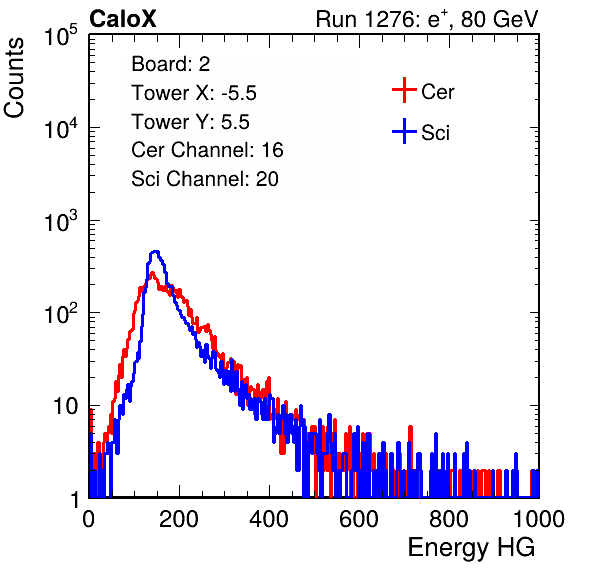 CaloX Run 1276: e⁺, 80 GeV
Counts
Board: 2
Tower X: -5.5
Tower Y: 5.5
Cer Channel: 16
Sci Channel: 20
Cer
Sci
10⁵
10⁴
10³
10²
10
1
0 200 400 600 800 1000
Energy HG